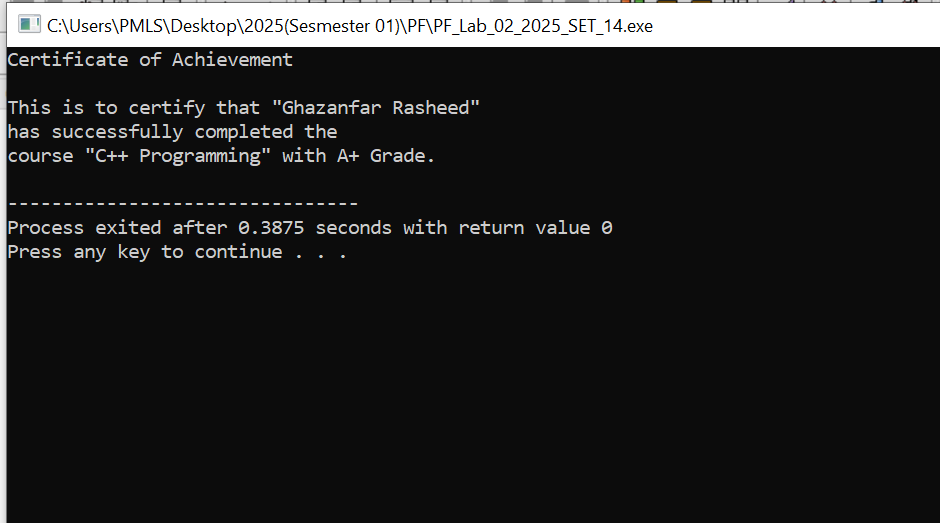 C:\Users\PMLS\Desktop\2025(Sesmester 01)\PF\PF_Lab_02_2025_SET_14.exe
Certificate of Achievement
This is to certify that "Ghazanfar Rasheed"
has successfully completed the
course "C++ Programming" with A+ Grade.
--------------------------------
Process exited after 0.3875 seconds with return value 0
Press any key to continue . . .